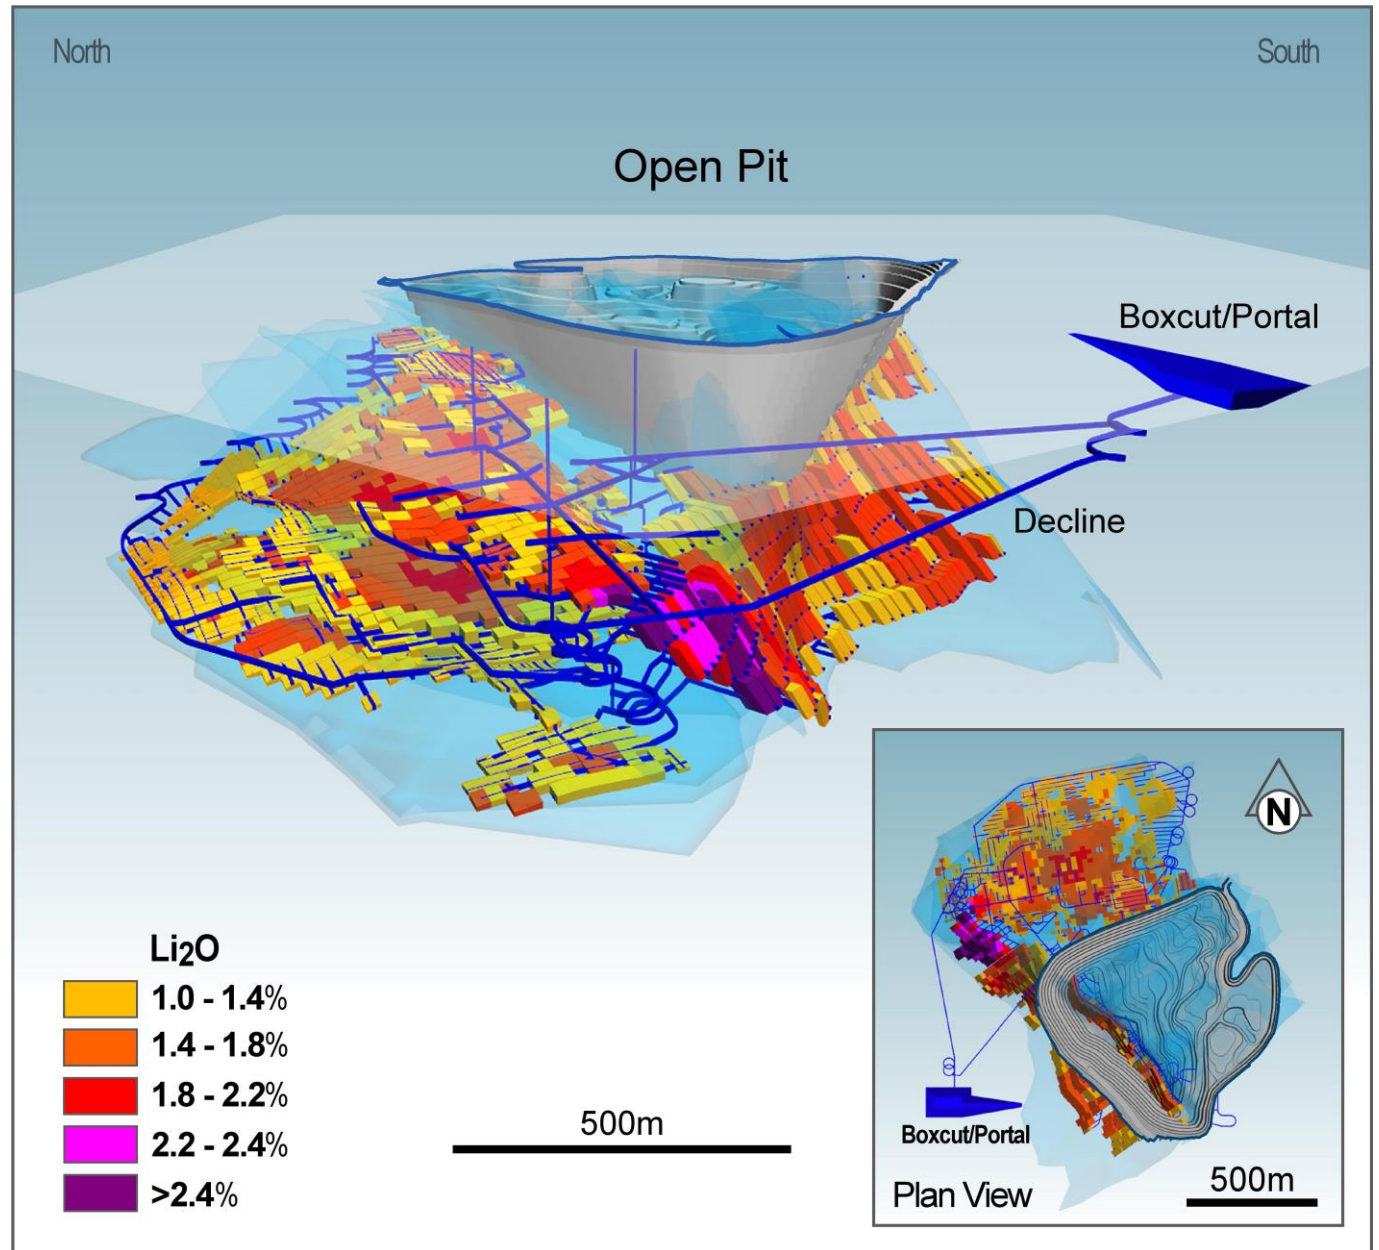 North
South
Open Pit
Boxcut/Portal
Decline
Li₂O
1.0 - 1.4%
1.4 - 1.8%
1.8 - 2.2%
2.2 - 2.4%
>2.4%
500m
N
Boxcut/Portal
Plan View
500m